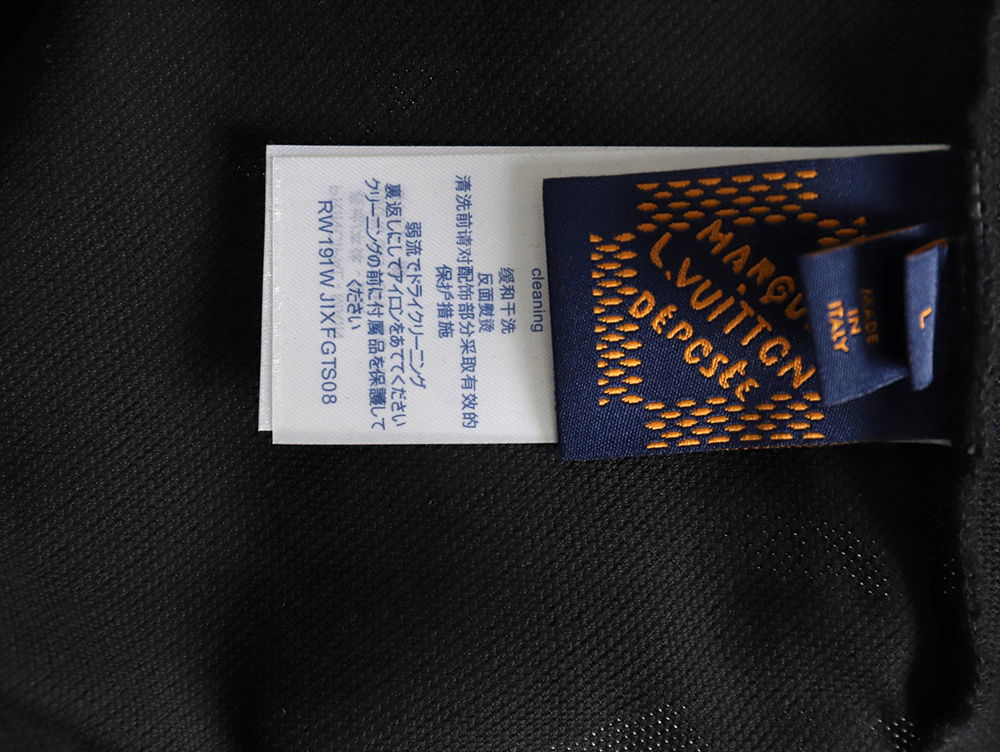 L
MADE
IN
ITALY
MARQU
L.VUITTON
DEPOSéE
cleaning
缓和干洗
反面熨烫
清洗前请对配饰部分采取有效的
保护措施
弱流でドライクリーニング
裏返しにしてアイロンをあててください
クリーニングの前に付属品を保護して
ください
RW191W JIXFGTS08